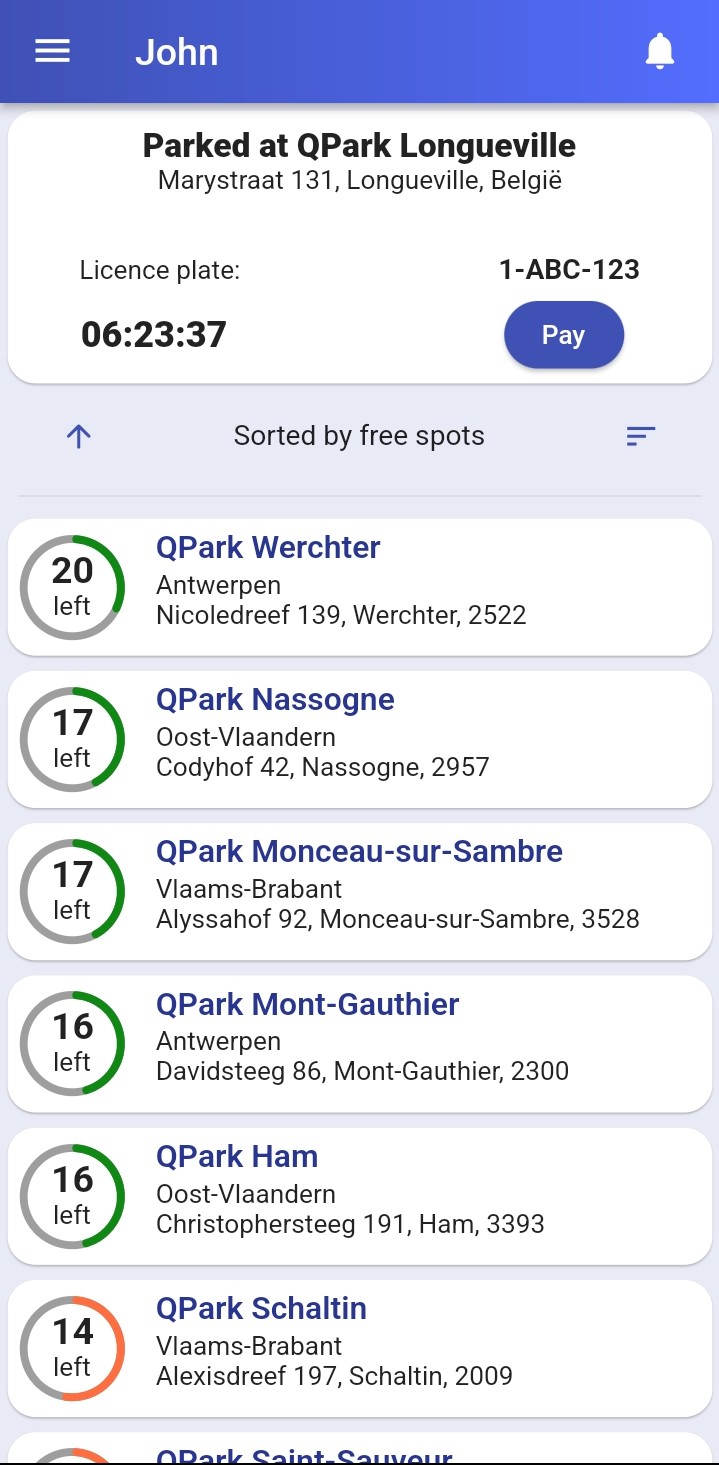 John
Parked at QPark Longueville
Marystraat 131, Longueville, België
Licence plate: 1-ABC-123
06:23:37 Pay
Sorted by free spots
20 left
QPark Werchter
Antwerpen
Nicoledreef 139, Werchter, 2522
17 left
QPark Nassogne
Oost-Vlaandern
Codyhof 42, Nassogne, 2957
17 left
QPark Monceau-sur-Sambre
Vlaams-Brabant
Alyssahof 92, Monceau-sur-Sambre, 3528
16 left
QPark Mont-Gauthier
Antwerpen
Davidsteeg 86, Mont-Gauthier, 2300
16 left
QPark Ham
Oost-Vlaandern
Christophersteeg 191, Ham, 3393
14 left
QPark Schaltin
Vlaams-Brabant
Alexisdreef 197, Schaltin, 2009
QPark Saint-Sauveur